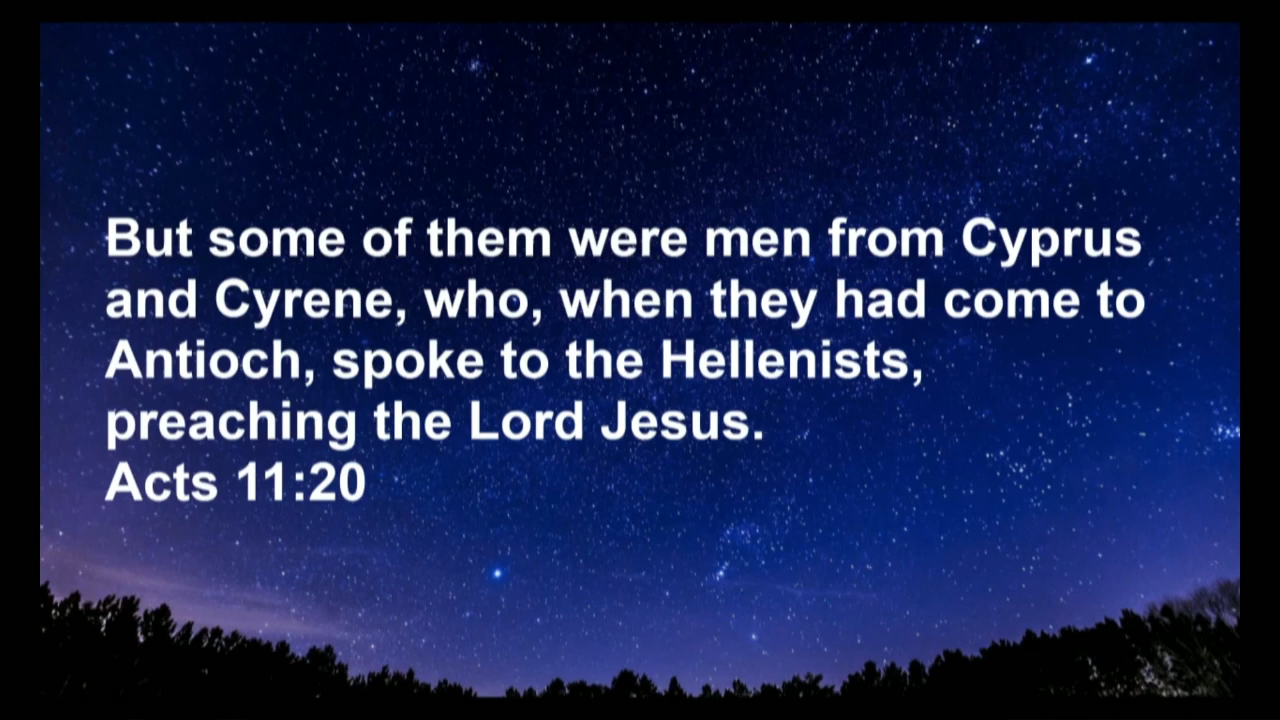 But some of them were men from Cyprus
and Cyrene, who, when they had come to
Antioch, spoke to the Hellenists,
preaching the Lord Jesus.
Acts 11:20